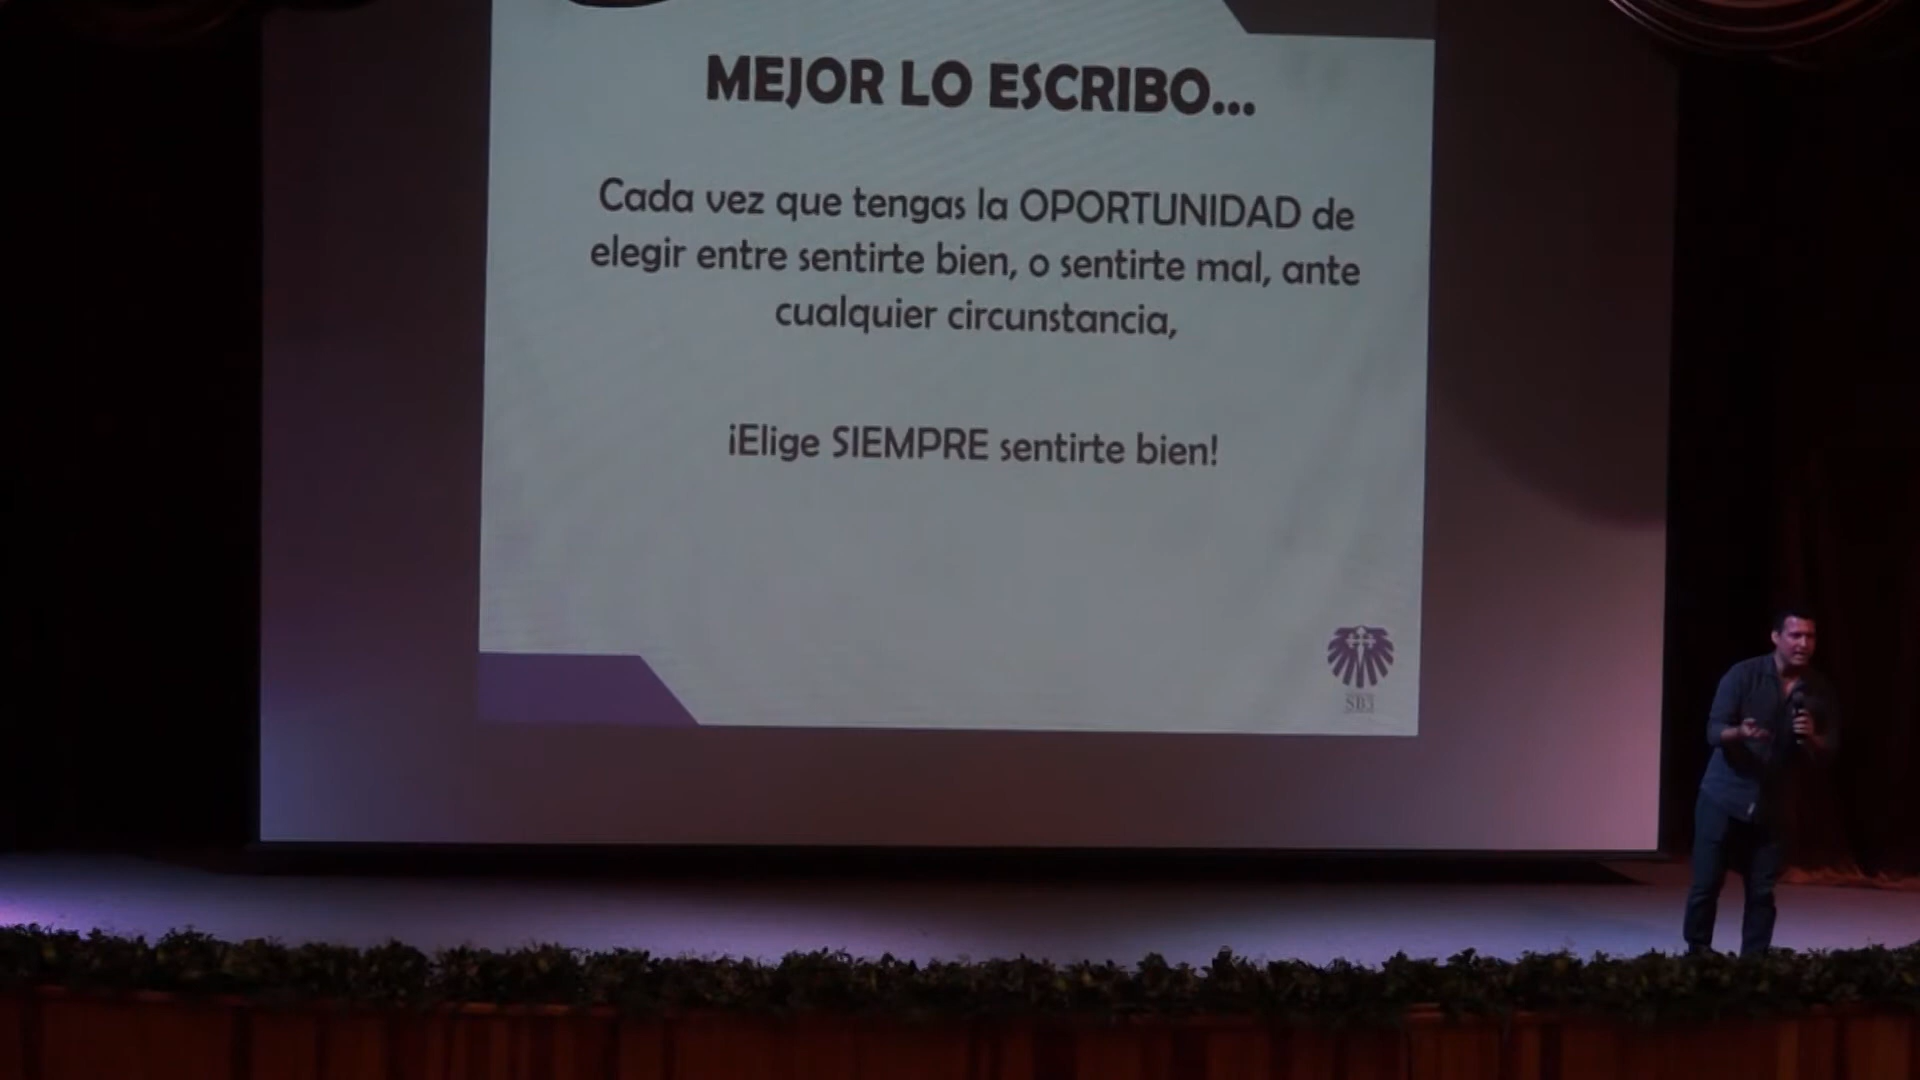 MEJOR LO ESCRIBO...
Cada vez que tengas la OPORTUNIDAD de
elegir entre sentirte bien, o sentirte mal, ante
cualquier circunstancia,
¡Elige SIEMPRE sentirte bien!